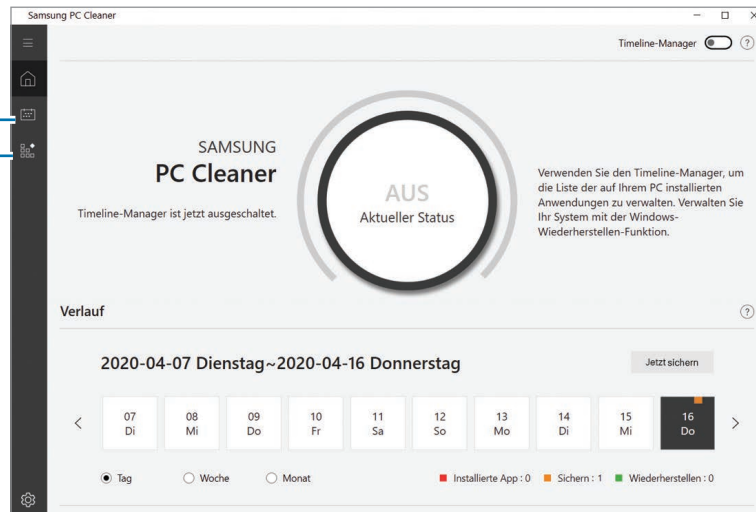 Samsung PC Cleaner
Timeline-Manager
?
SAMSUNG
PC Cleaner
Timeline-Manager ist jetzt ausgeschaltet.
AUS
Aktueller Status
Verwenden Sie den Timeline-Manager, um
die Liste der auf Ihrem PC installierten
Anwendungen zu verwalten. Verwalten Sie
Ihr System mit der Windows-
Wiederherstellen-Funktion.
Verlauf
?
2020-04-07 Dienstag~2020-04-16 Donnerstag
Jetzt sichern
07 08 09 10 11 12 13 14 15 16
Di Mi Do Fr Sa So Mo Di Mi Do
Tag Woche Monat Installierte App : 0 Sichern : 1 Wiederherstellen : 0